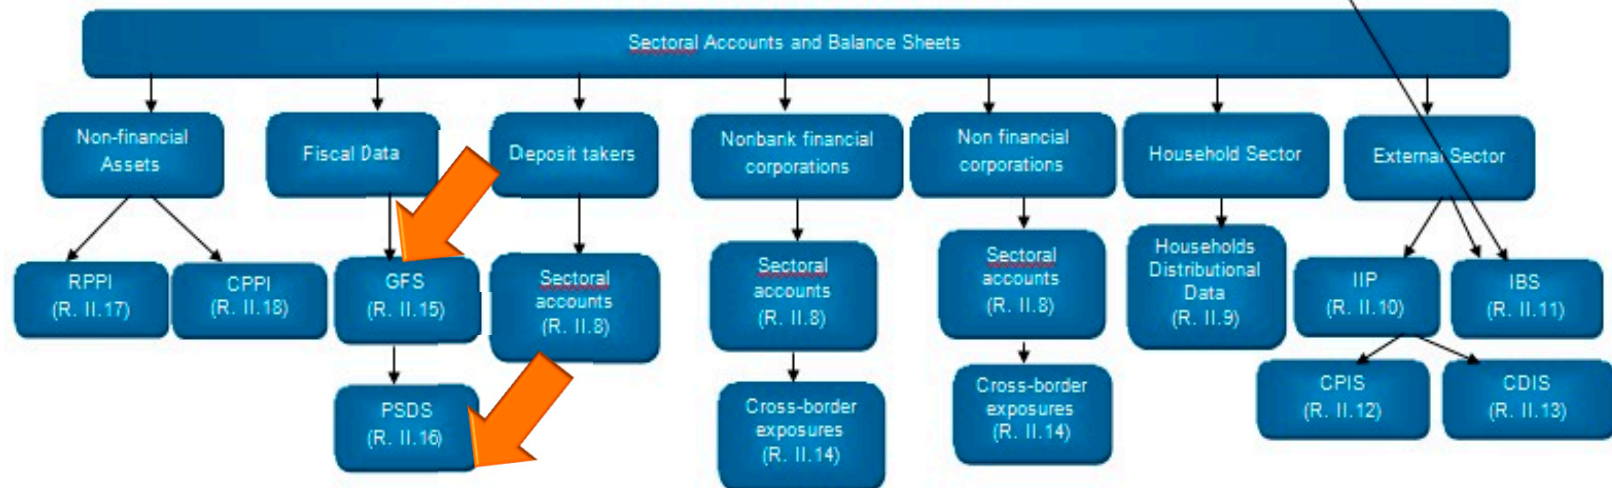 Sectoral Accounts and Balance Sheets
Non-financial
Assets
Fiscal Data
Deposit takers
Nonbank financial
corporations
Non financial
corporations
Household Sector
External Sector
RPPI
(R. II.17)
CPPI
(R. II.18)
GFS
(R. II.15)
Sectoral
accounts
(R. II.8)
Sectoral
accounts
(R. II.8)
Sectoral
accounts
(R. II.8)
Households
Distributional
Data
(R. II.9)
IIP
(R. II.10)
IBS
(R. II.11)
PSDS
(R. II.16)
Cross-border
exposures
(R. II.14)
Cross-border
exposures
(R. II.14)
CPIS
(R. II.12)
CDIS
(R. II.13)